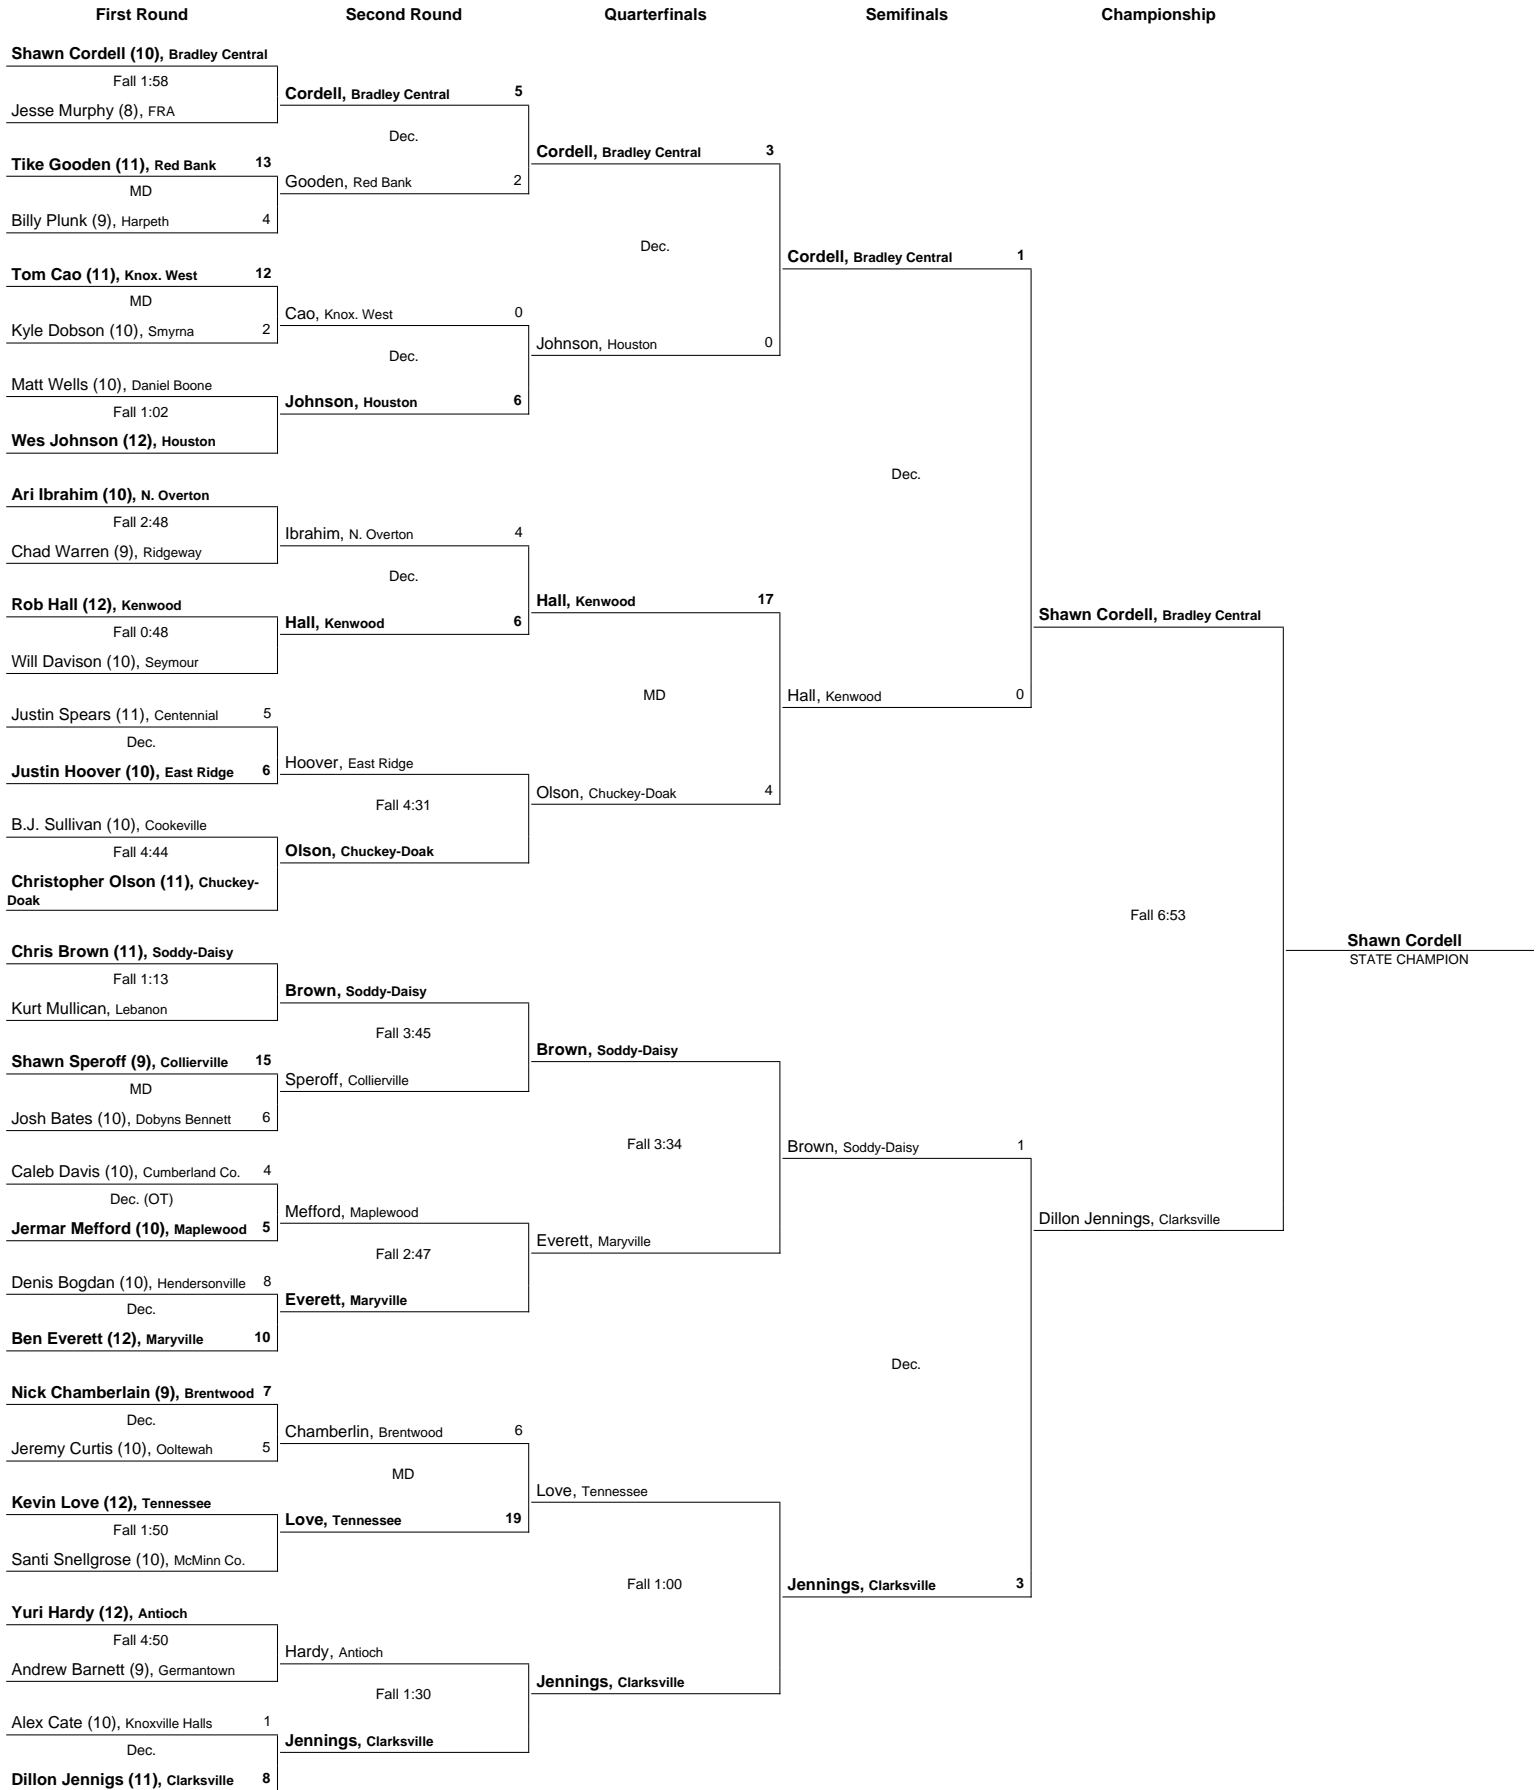 First Round
Second Round
Quarterfinals
Semifinals
Championship
Shawn Cordell (10), Bradley Central
Fall 1:58
Jesse Murphy (8), FRA
Tike Gooden (11), Red Bank 13
MD
Billy Plunk (9), Harpeth 4
Tom Cao (11), Knox. West 12
MD
Kyle Dobson (10), Smyrna 2
Matt Wells (10), Daniel Boone
Fall 1:02
Wes Johnson (12), Houston
Ari Ibrahim (10), N. Overton
Fall 2:48
Chad Warren (9), Ridgeway
Rob Hall (12), Kenwood
Fall 0:48
Will Davison (10), Seymour
Justin Spears (11), Centennial 5
Dec.
Justin Hoover (10), East Ridge 6
B.J. Sullivan (10), Cookeville
Fall 4:44
Christopher Olson (11), Chuckey-
Doak
Chris Brown (11), Soddy-Daisy
Fall 1:13
Kurt Mullican, Lebanon
Shawn Speroff (9), Collierville 15
MD
Josh Bates (10), Dobyns Bennett 6
Caleb Davis (10), Cumberland Co. 4
Dec. (OT)
Jermar Mefford (10), Maplewood 5
Denis Bogdan (10), Hendersonville 8
Dec.
Ben Everett (12), Maryville 10
Nick Chamberlain (9), Brentwood 7
Dec.
Jeremy Curtis (10), Ooltewah 5
Kevin Love (12), Tennessee
Fall 1:50
Santi Snellgrose (10), McMinn Co.
Yuri Hardy (12), Antioch
Fall 4:50
Andrew Barnett (9), Germantown
Alex Cate (10), Knoxville Halls 1
Dec.
Dillon Jennigs (11), Clarksville 8
Cordell, Bradley Central 5
Dec.
Gooden, Red Bank 2
Cao, Knox. West 0
Dec.
Johnson, Houston 6
Ibrahim, N. Overton 4
Dec.
Hall, Kenwood 6
Hoover, East Ridge
Fall 4:31
Olson, Chuckey-Doak
Brown, Soddy-Daisy
Fall 3:45
Speroff, Collierville
Mefford, Maplewood
Fall 2:47
Everett, Maryville
Chamberlin, Brentwood 6
MD
Love, Tennessee 19
Hardy, Antioch
Fall 1:30
Jennings, Clarksville
Cordell, Bradley Central 3
Dec.
Johnson, Houston 0
Hall, Kenwood 17
MD
Olson, Chuckey-Doak 4
Brown, Soddy-Daisy
Fall 3:34
Everett, Maryville
Love, Tennessee
Fall 1:00
Jennings, Clarksville
Cordell, Bradley Central 1
Dec.
Hall, Kenwood 0
Brown, Soddy-Daisy 1
Dec.
Jennings, Clarksville 3
Shawn Cordell, Bradley Central
Fall 6:53
Dillon Jennings, Clarksville
Shawn Cordell
STATE CHAMPION